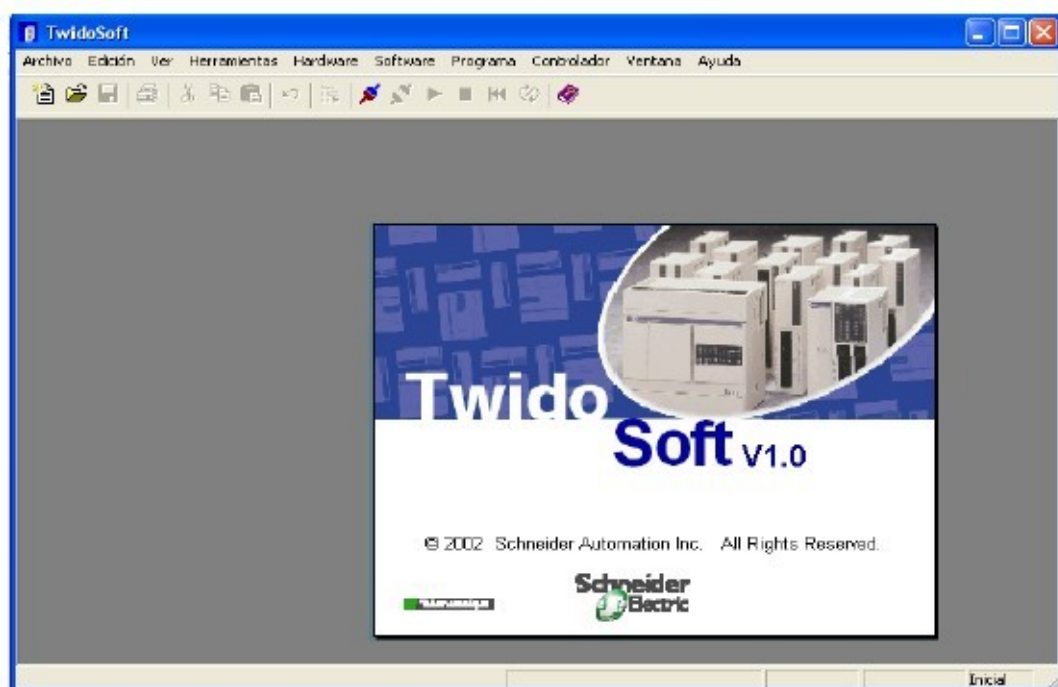 TwidoSoft
Archivo Edición Ver Herramientas Hardware Software Programa Controlador Ventana Ayuda
Twido
Soft V1.0
© 2002 Schneider Automation Inc. All Rights Reserved.
Schneider
Electric
Inicial